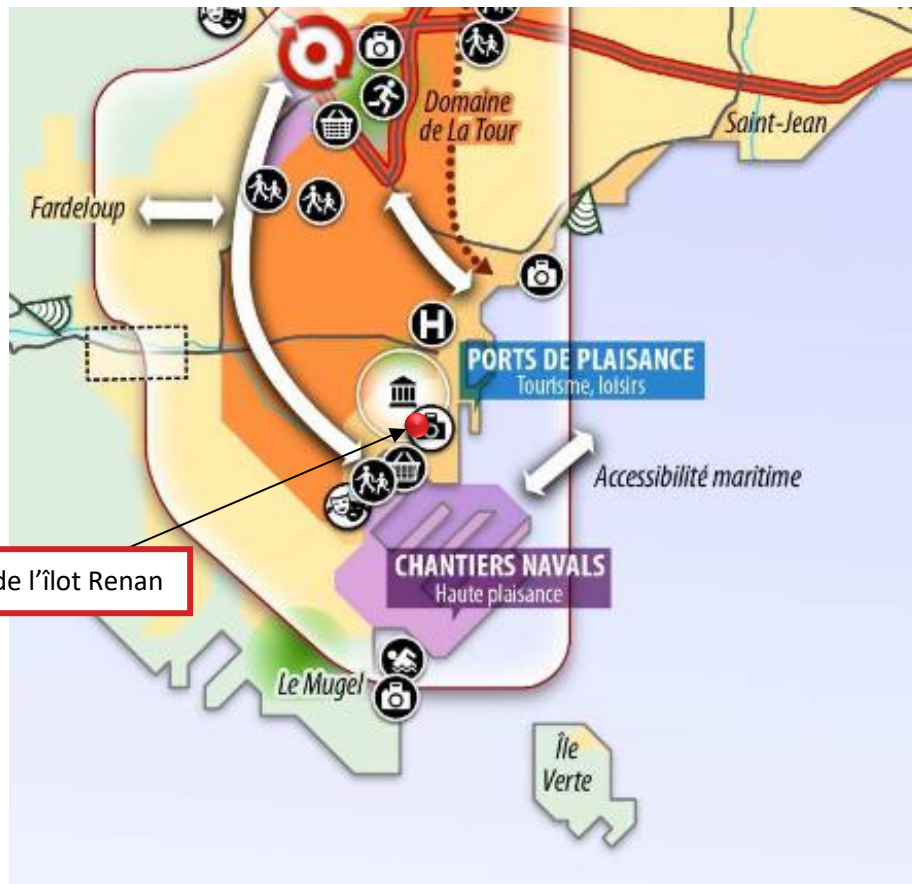 Domaine
de La Tour
Saint-Jean
Fardeloup
H
PORTS DE PLAISANCE
Tourisme, loisirs
Accessibilité maritime
de l’îlot Renan
CHANTIERS NAVALS
Haute plaisance
Le Mugel
Île
Verte